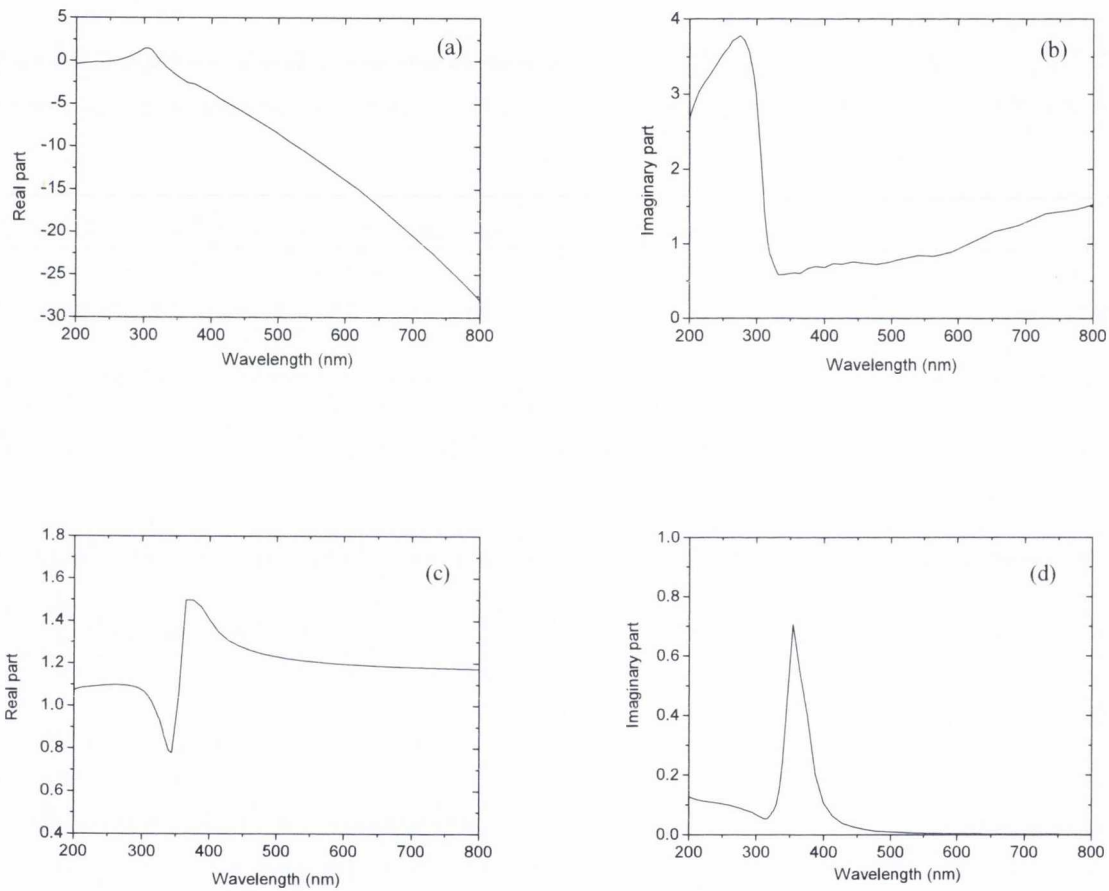 (a)
Real part
5
0
-5
-10
-15
-20
-25
-30
200 300 400 500 600 700 800
Wavelength (nm)
(b)
Imaginary part
4
3
2
1
0
200 300 400 500 600 700 800
Wavelength (nm)
(c)
Real part
1.8
1.6
1.4
1.2
1.0
0.8
0.6
0.4
200 300 400 500 600 700 800
Wavelength (nm)
(d)
Imaginary part
1.0
0.8
0.6
0.4
0.2
0.0
200 300 400 500 600 700 800
Wavelength (nm)